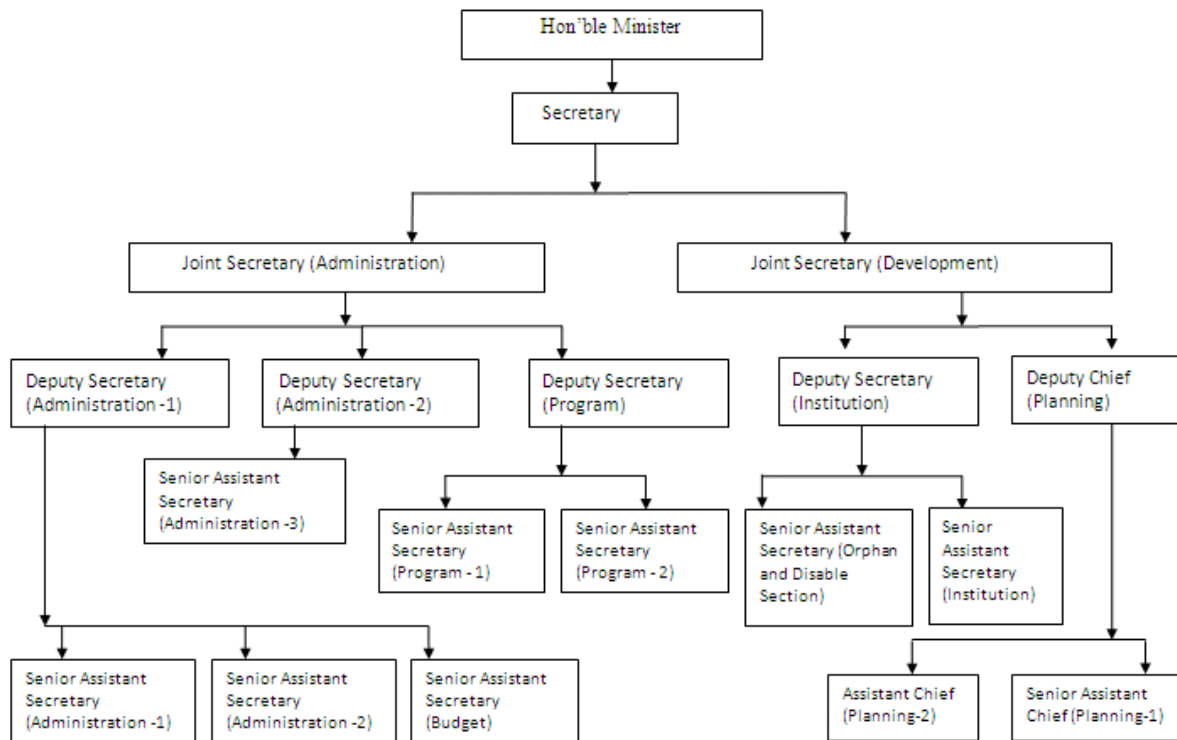 Hon'ble Minister
Secretary
Joint Secretary (Administration)
Joint Secretary (Development)
Deputy Secretary
(Administration -1)
Deputy Secretary
(Administration -2)
Deputy Secretary
(Program)
Deputy Secretary
(Institution)
Deputy Chief
(Planning)
Senior Assistant
Secretary
(Administration -3)
Senior Assistant
Secretary
(Program - 1)
Senior Assistant
Secretary
(Program - 2)
Senior Assistant
Secretary (Orphan
and Disable
Section)
Senior
Assistant
Secretary
(Institution)
Senior Assistant
Secretary
(Administration -1)
Senior Assistant
Secretary
(Administration -2)
Senior Assistant
Secretary
(Budget)
Assistant Chief
(Planning-2)
Senior Assistant
Chief (Planning-1)